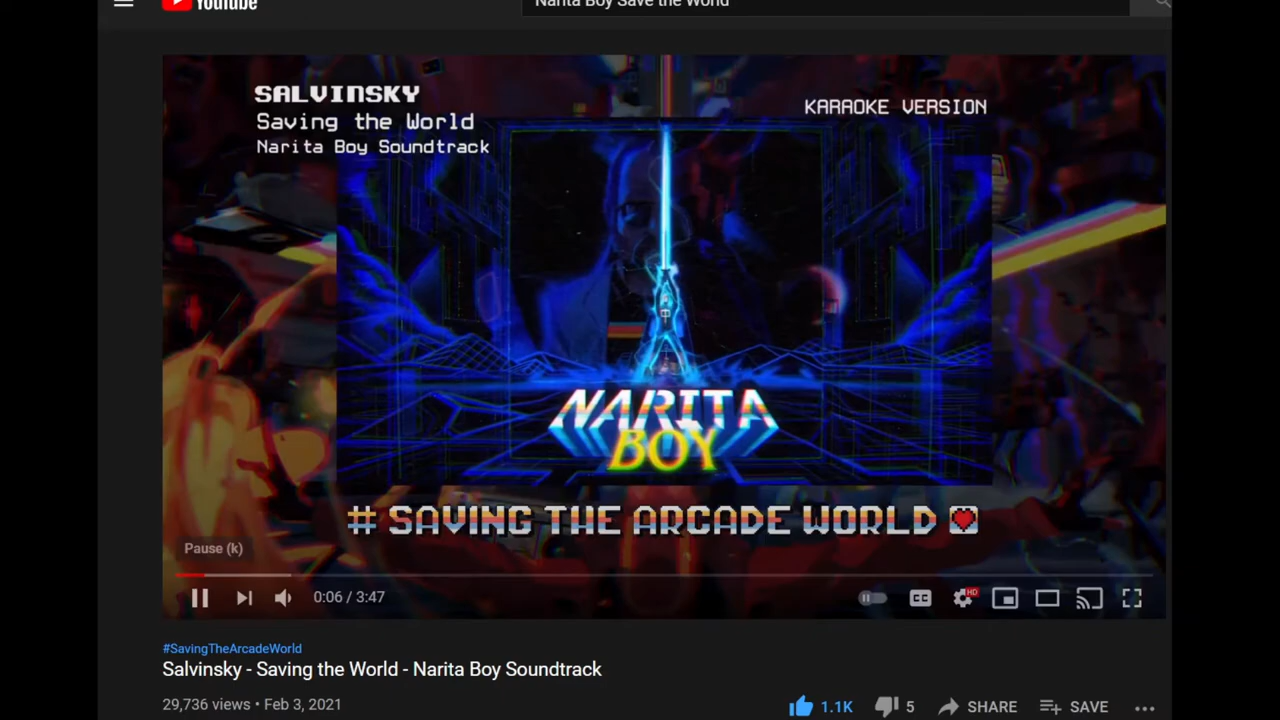 YouTube
Narita Boy Save the World
SALVINSKY
Saving the World
Narita Boy Soundtrack
KARAOKE VERSION
NARITA
BOY
# SAVING THE ARCADE WORLD
Pause (k)
0:06 / 3:47
CC
HD
#SavingTheArcadeWorld
Salvinsky - Saving the World - Narita Boy Soundtrack
29,736 views • Feb 3, 2021
1.1K
5
SHARE
SAVE